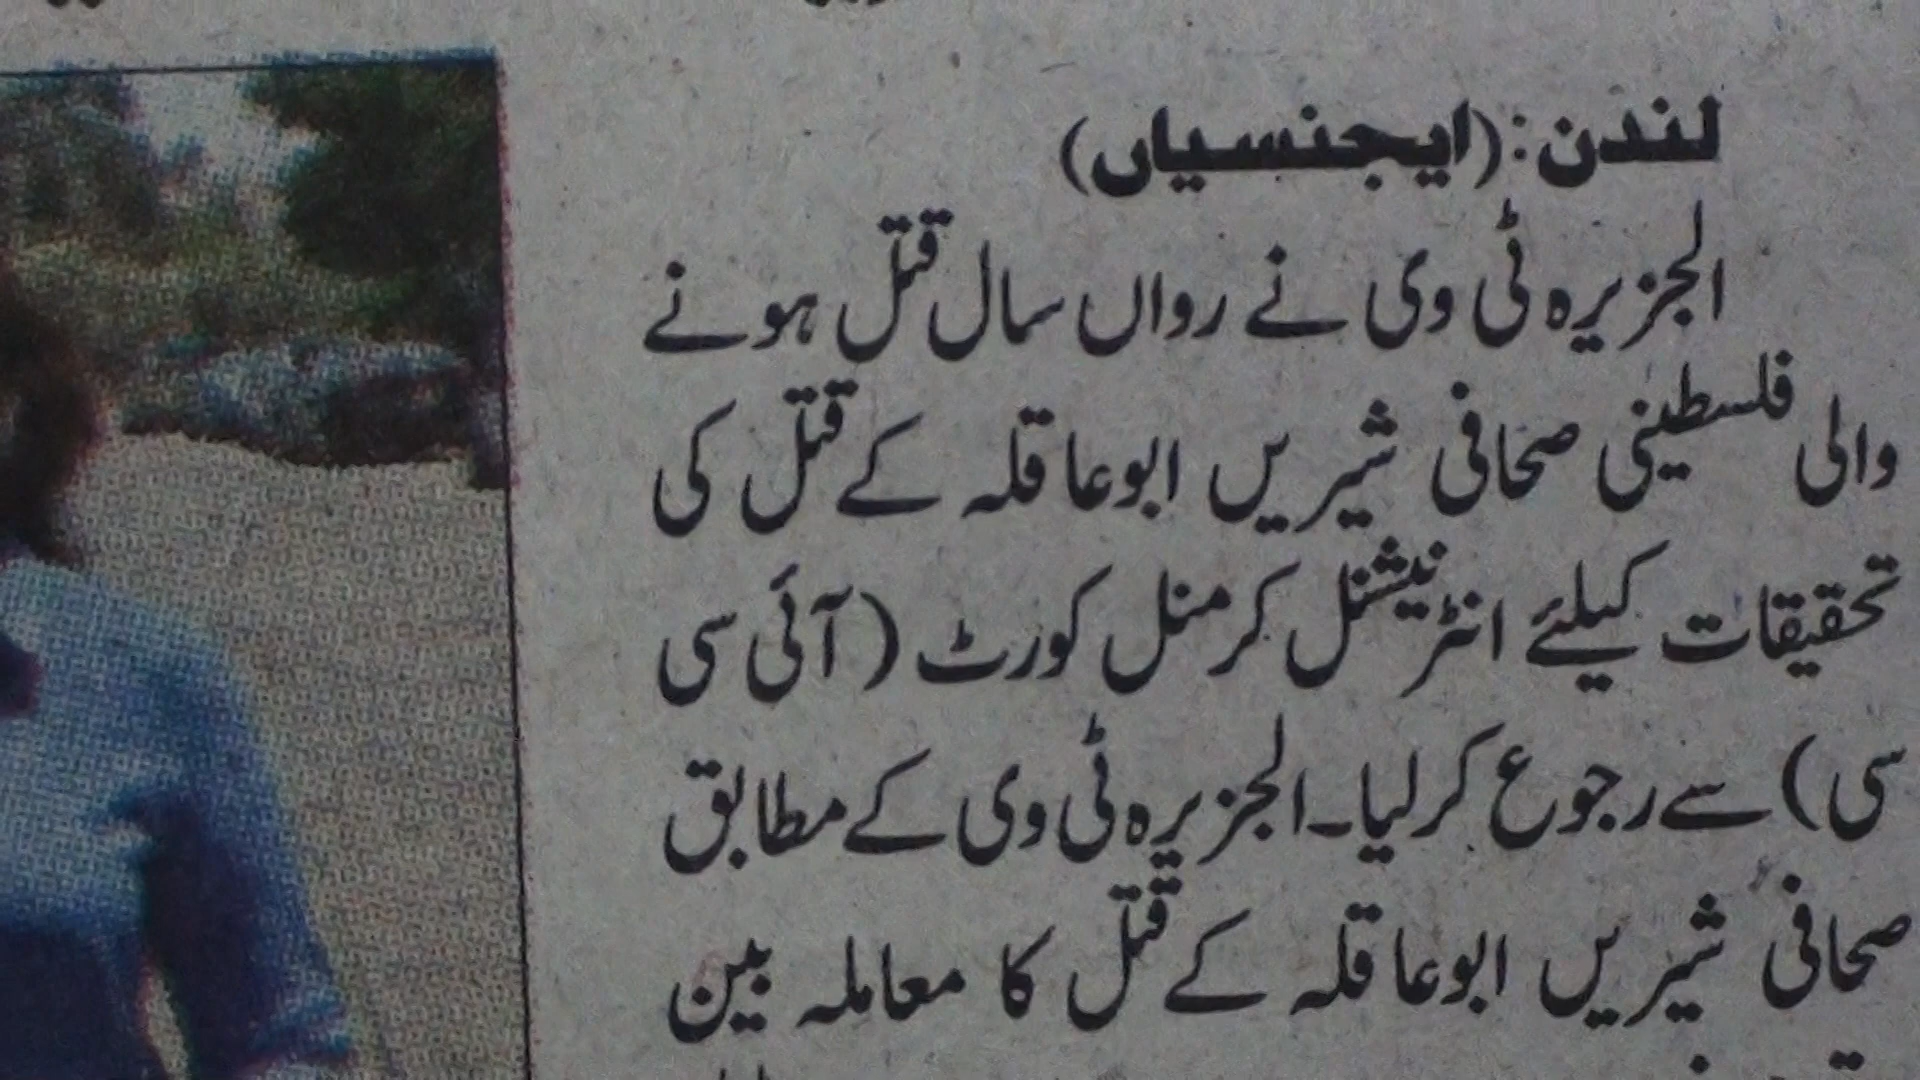 لندن:(ایجنسیاں)
الجزیرہ ٹی وی نے رواں سال قتل ہونے
والی فلسطینی صحافی شیریں ابوعاقلہ کے قتل کی
تحقیقات کیلئے انٹرنیشنل کرمنل کورٹ (آئی سی
سی) سے رجوع کرلیا۔الجزیرہ ٹی وی کے مطابق
صحافی شیریں ابوعاقلہ کے قتل کا معاملہ بین